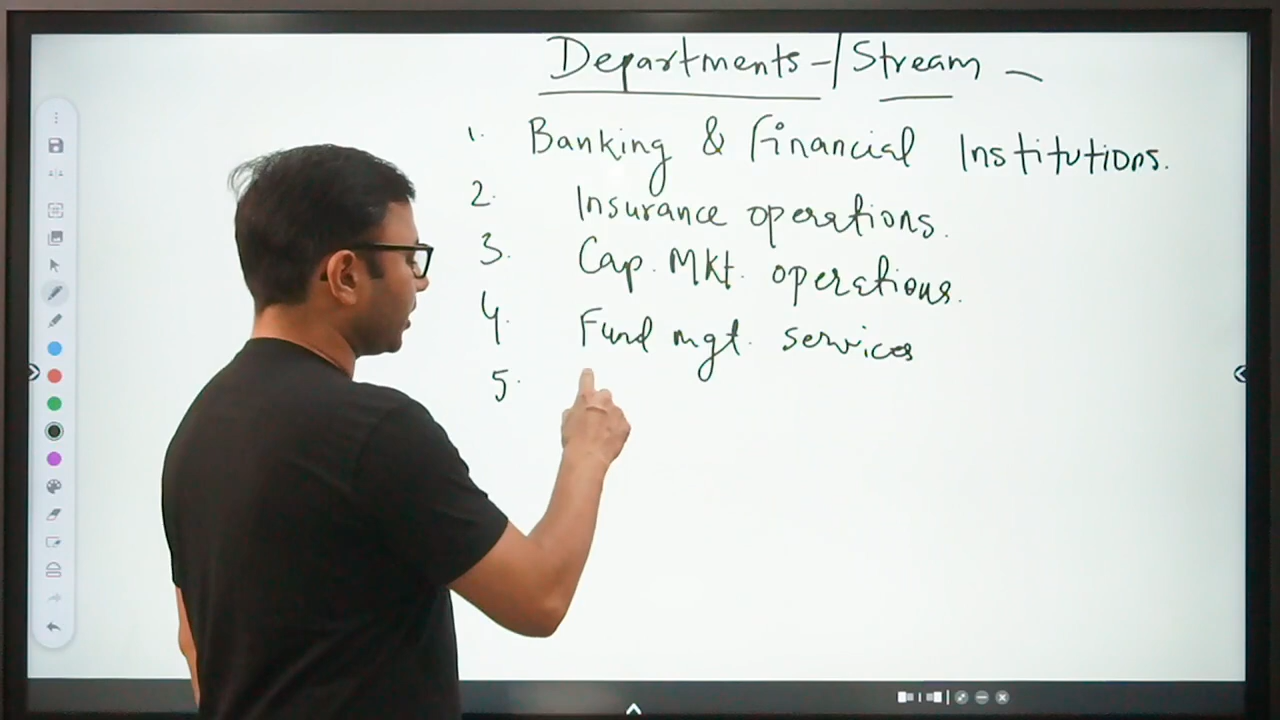 Departments-/Stream -
1. Banking & Financial Institutions.
2. Insurance operations.
3. Cap. Mkt. operations.
4. Fund mgt. services
5.